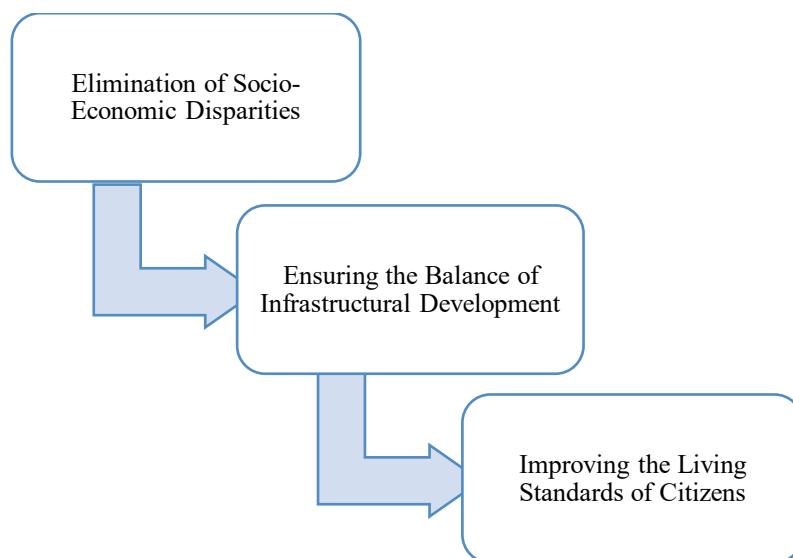 Elimination of Socio-
Economic Disparities
Ensuring the Balance of
Infrastructural Development
Improving the Living
Standards of Citizens